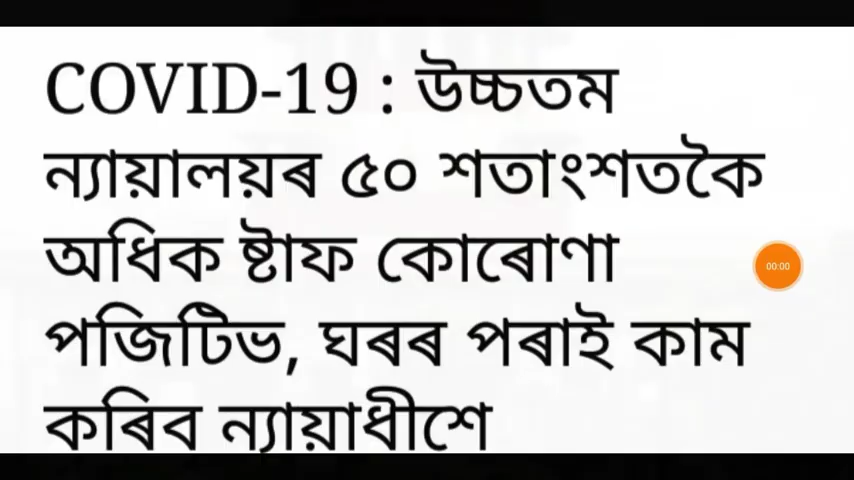 COVID-19 : উচ্চতম
ন্যায়ালয়ৰ ৫০ শতাংশতকৈ
অধিক ষ্টাফ কোৰোণা
পজিটিভ, ঘৰৰ পৰাই কাম
কৰিব ন্যায়াধীশে
00:00